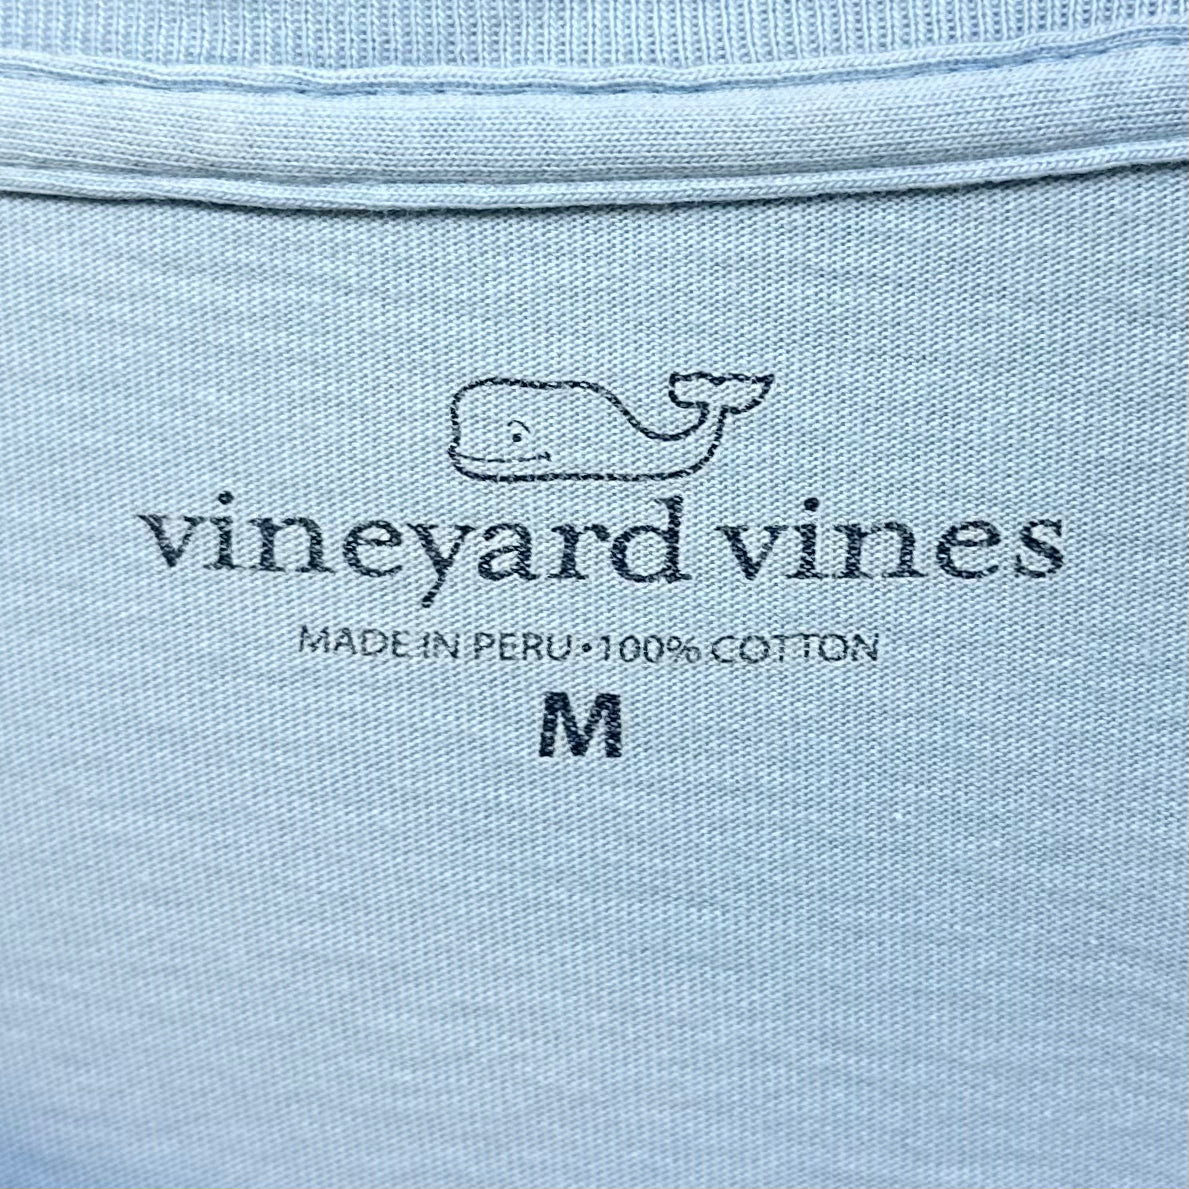 vineyard vines
MADE IN PERU • 100% COTTON
M